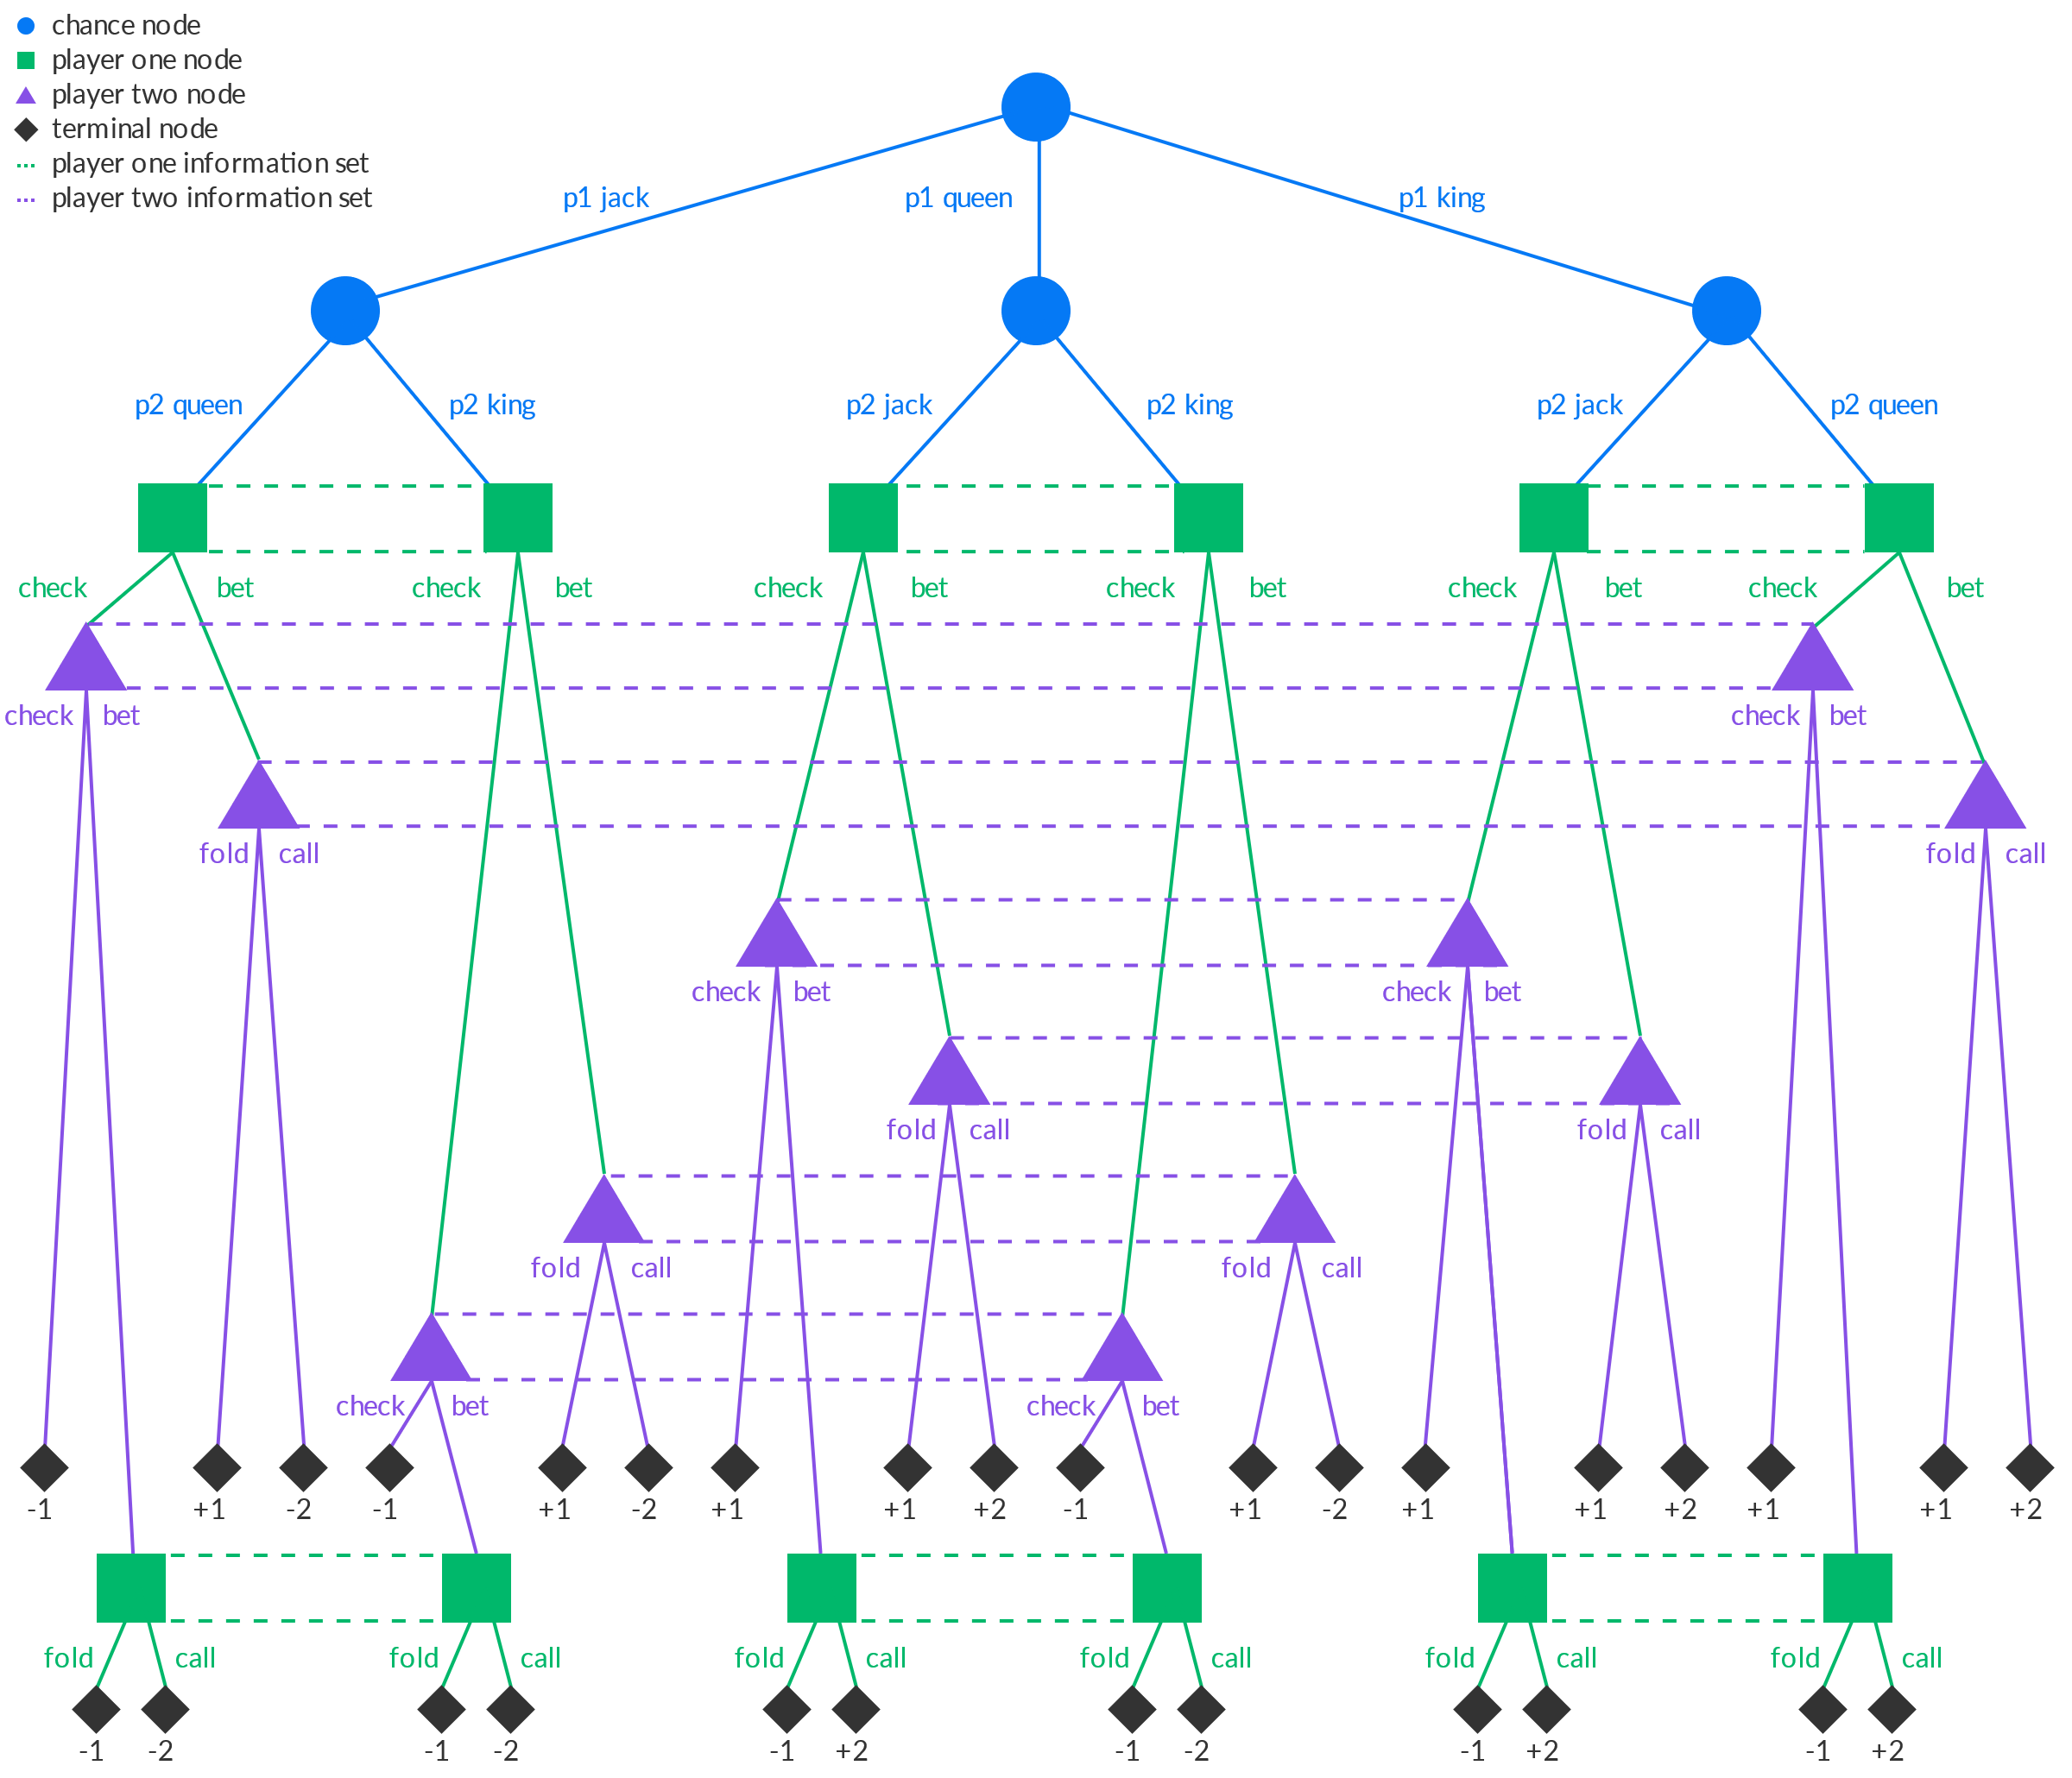 chance node
player one node
player two node
terminal node
player one information set
player two information set
p1 jack p1 queen p1 king
p2 queen p2 king p2 jack p2 king p2 jack p2 queen
check bet check bet check bet check bet check bet check bet
check bet check bet
fold call fold call
check bet check bet
fold call fold call
fold call fold call
check bet check bet
-1 +1 -2 -1 +1 -2 +1 +1 +2 -1 +1 -2 +1 +1 +2 +1 +1 +2
fold call fold call fold call fold call fold call fold call
-1 -2 -1 -2 -1 +2 -1 -2 -1 +2 -1 +2